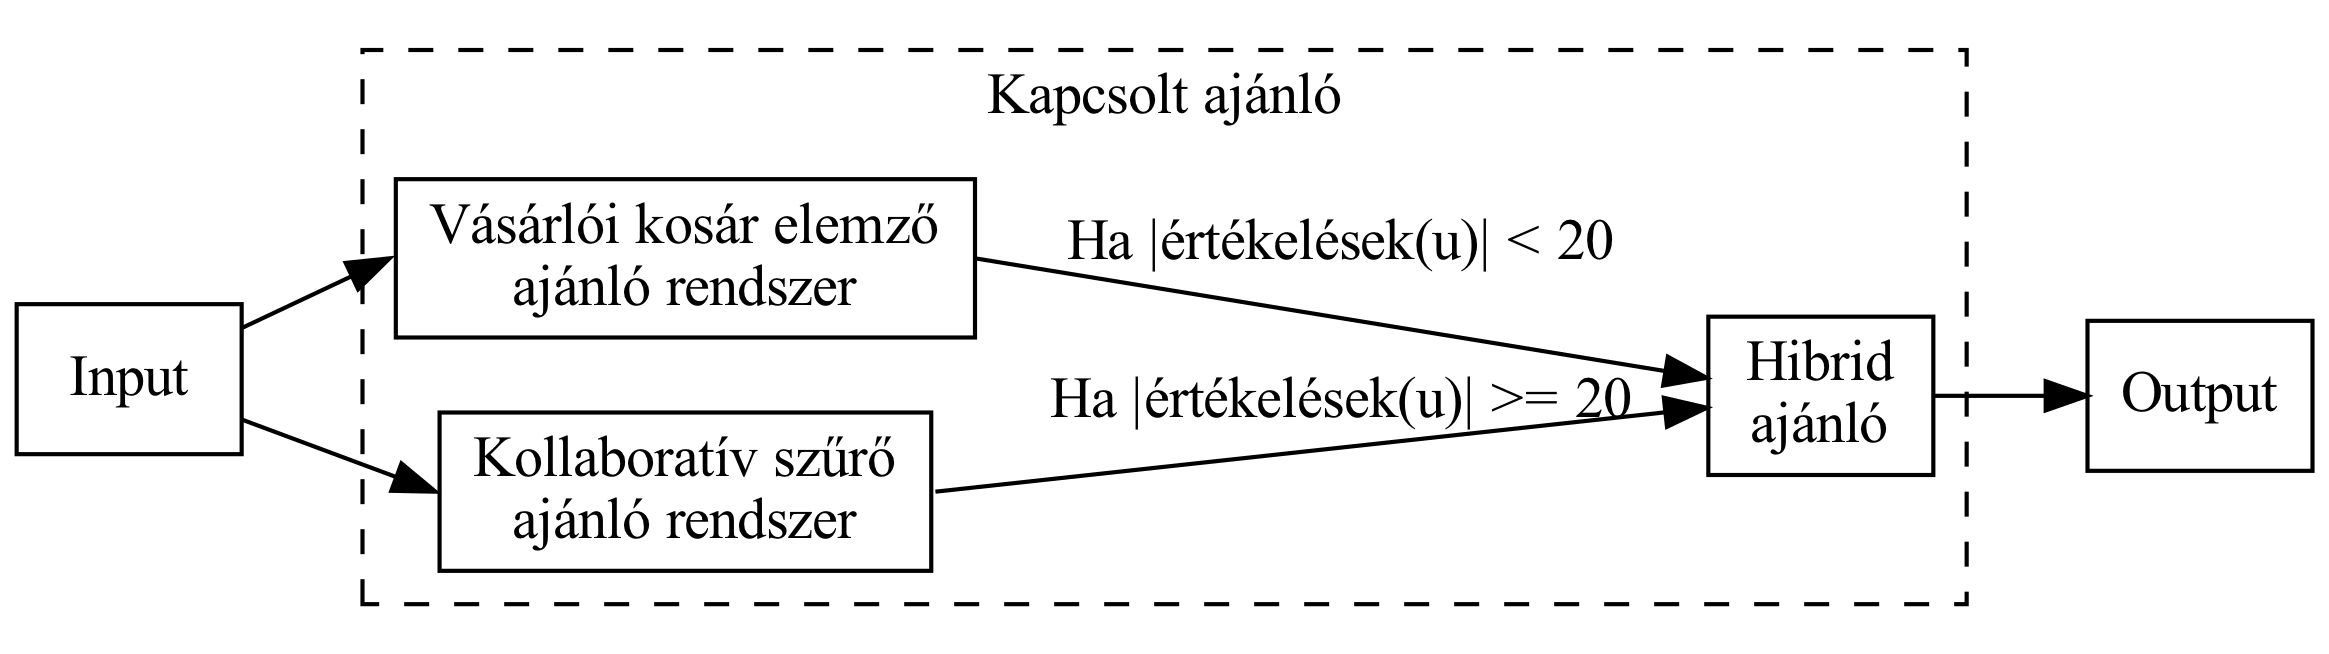 Kapcsolt ajánló
Input
Vásárlói kosár elemző
ajánló rendszer
Kollaboratív szűrő
ajánló rendszer
Ha |értékelések(u)| < 20
Ha |értékelések(u)| >= 20
Hibrid
ajánló
Output